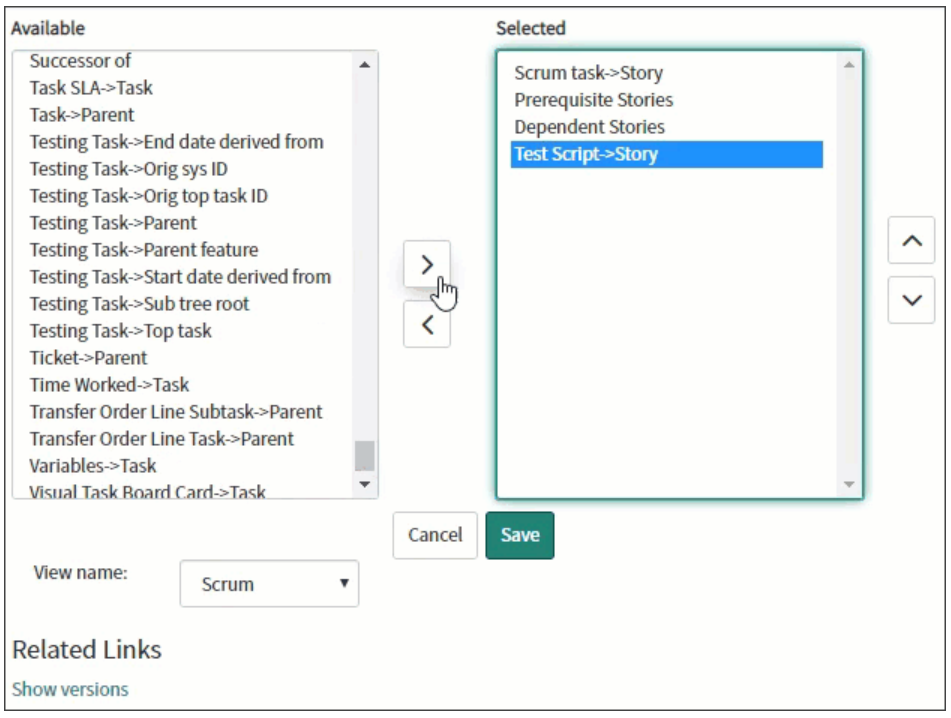 Available
Successor of
Task SLA->Task
Task->Parent
Testing Task->End date derived from
Testing Task->Orig sys ID
Testing Task->Orig top task ID
Testing Task->Parent
Testing Task->Parent feature
Testing Task->Start date derived from
Testing Task->Sub tree root
Testing Task->Top task
Ticket->Parent
Time Worked->Task
Transfer Order Line Subtask->Parent
Transfer Order Line Task->Parent
Variables->Task
Visual Task Board Card->Task
Selected
Scrum task->Story
Prerequisite Stories
Dependent Stories
Test Script->Story
Cancel
Save
View name:
Scrum
Related Links
Show versions